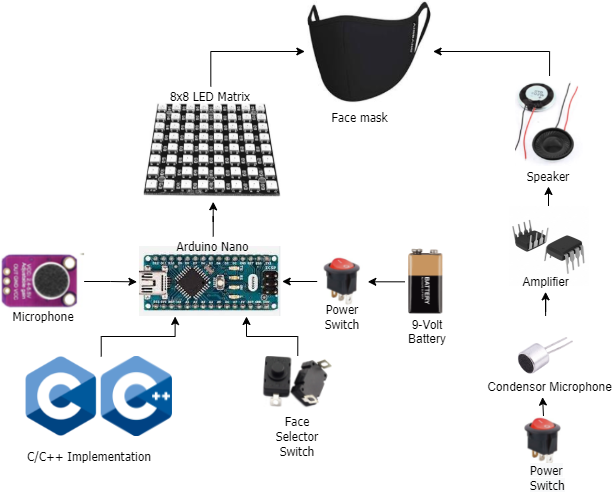 8x8 LED Matrix
Face mask
Speaker
Arduino Nano
Amplifier
Microphone
Power
Switch
BATTERY
9-Volt
Battery
Condensor Microphone
C
C++
Face
Selector
Switch
C/C++ Implementation
Power
Switch